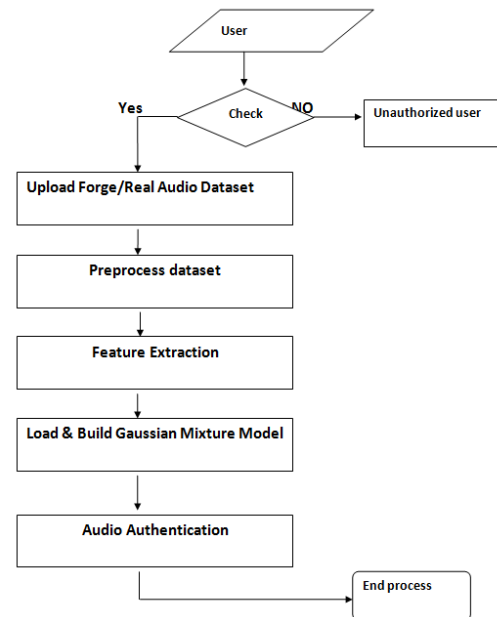 User
Yes
Check
NO
Unauthorized user
Upload Forge/Real Audio Dataset
Preprocess dataset
Feature Extraction
Load & Build Gaussian Mixture Model
Audio Authentication
End process